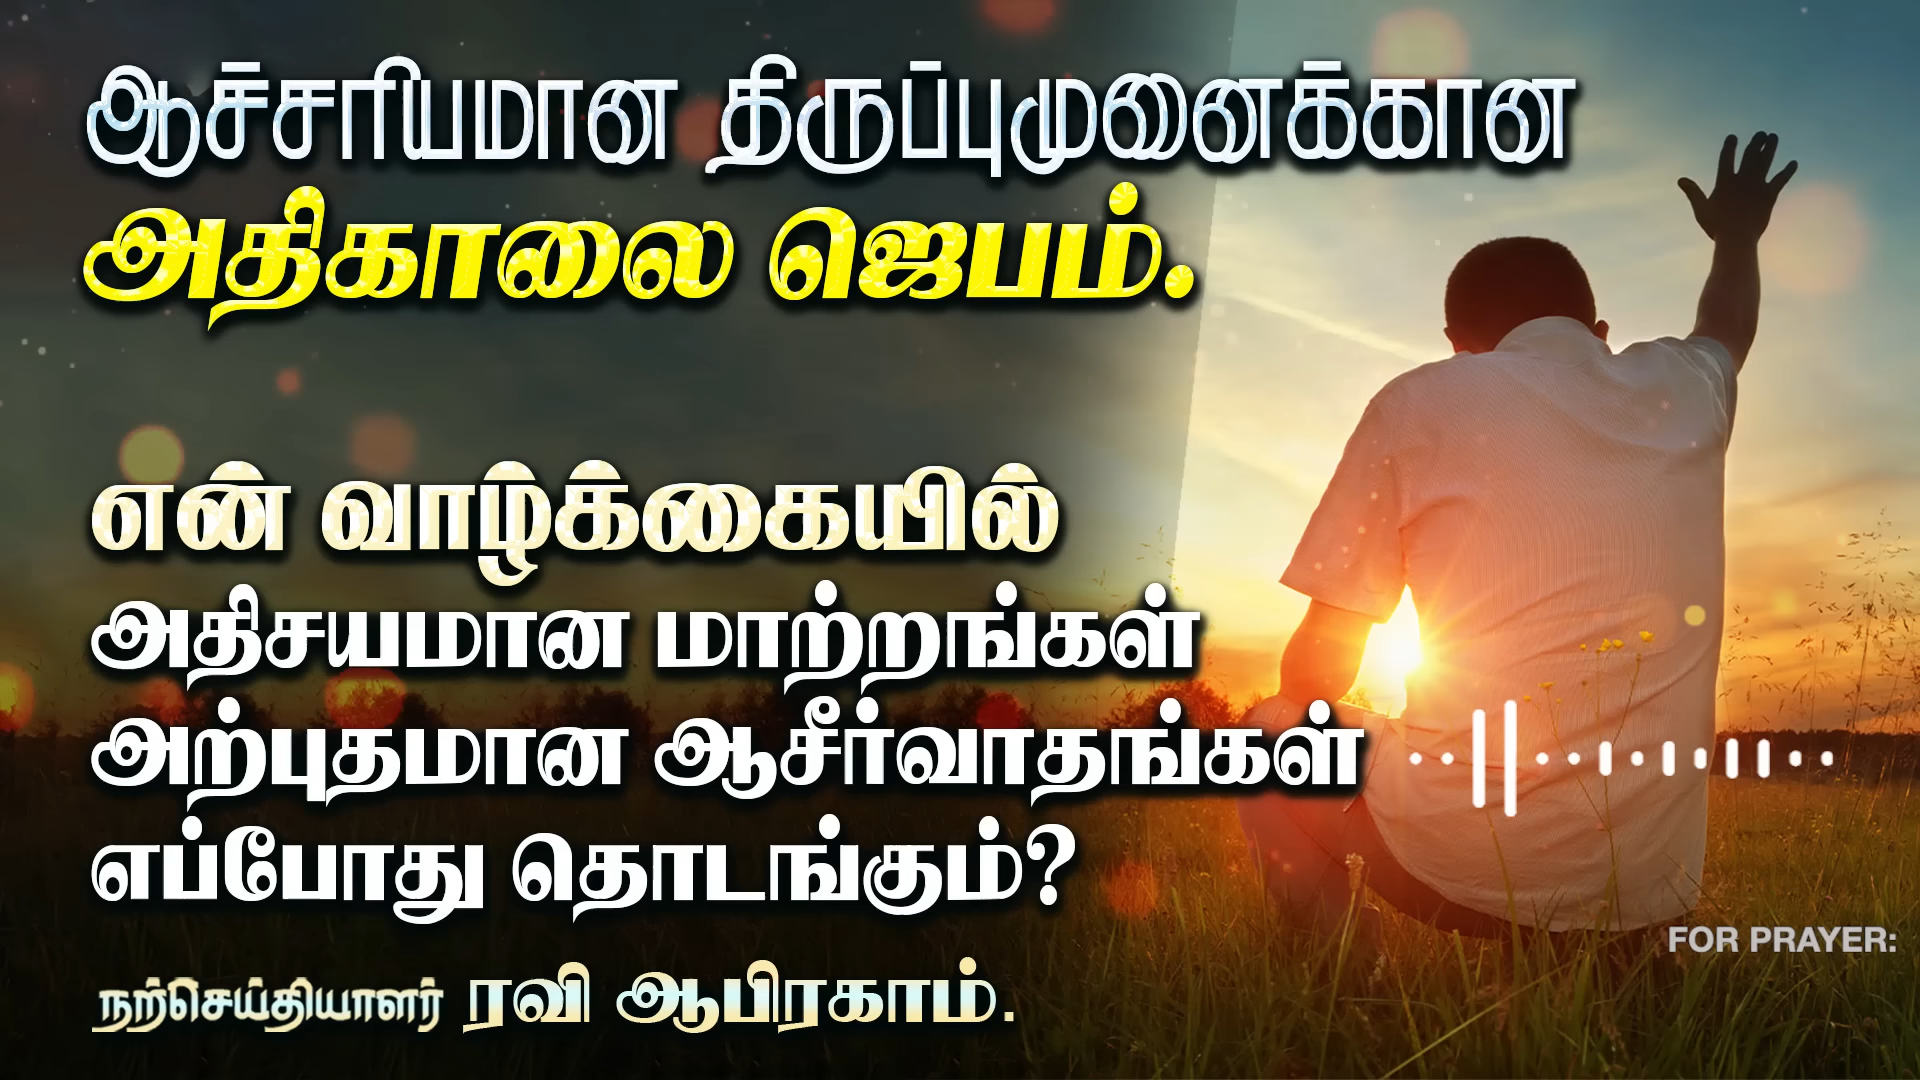 ஆச்சரியமான திருப்புமுனைக்கான
அதிகாலை ஜெபம்.
என் வாழ்க்கையில்
அதிசயமான மாற்றங்கள்
அற்புதமான ஆசீர்வாதங்கள்
எப்போது தொடங்கும்?
நற்செய்தியாளர் ரவி ஆபிரகாம்.
FOR PRAYER: